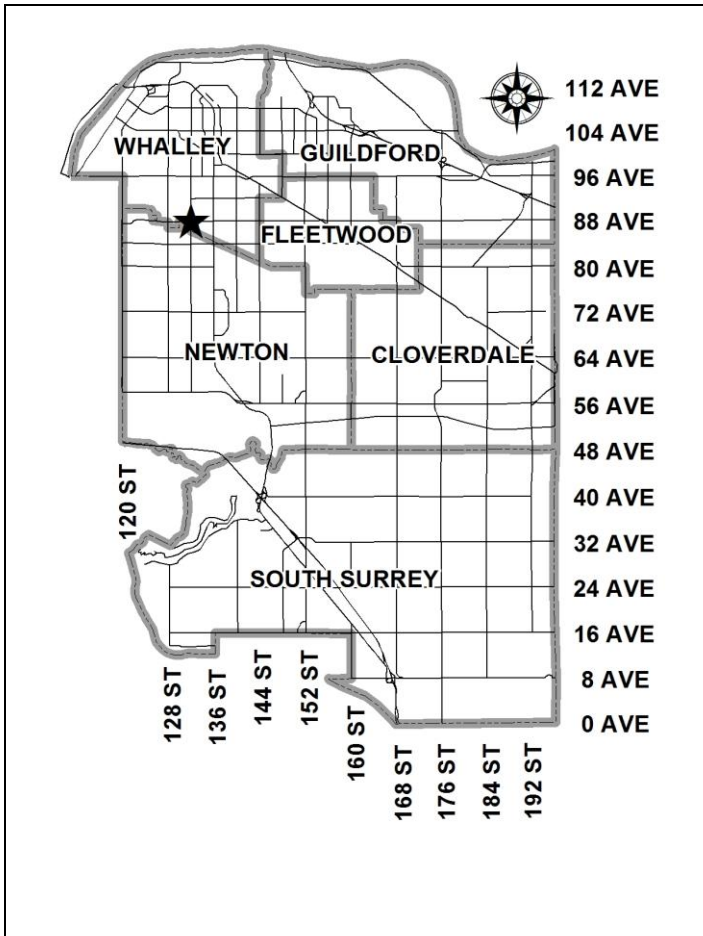 112 AVE
104 AVE
WHALLEY
GUILDFORD
96 AVE
88 AVE
FLEETWOOD
80 AVE
72 AVE
NEWTON
CLOVERDALE
64 AVE
56 AVE
48 AVE
120 ST
40 AVE
32 AVE
SOUTH SURREY
24 AVE
16 AVE
8 AVE
0 AVE
128 ST
136 ST
144 ST
152 ST
160 ST
168 ST
176 ST
184 ST
192 ST